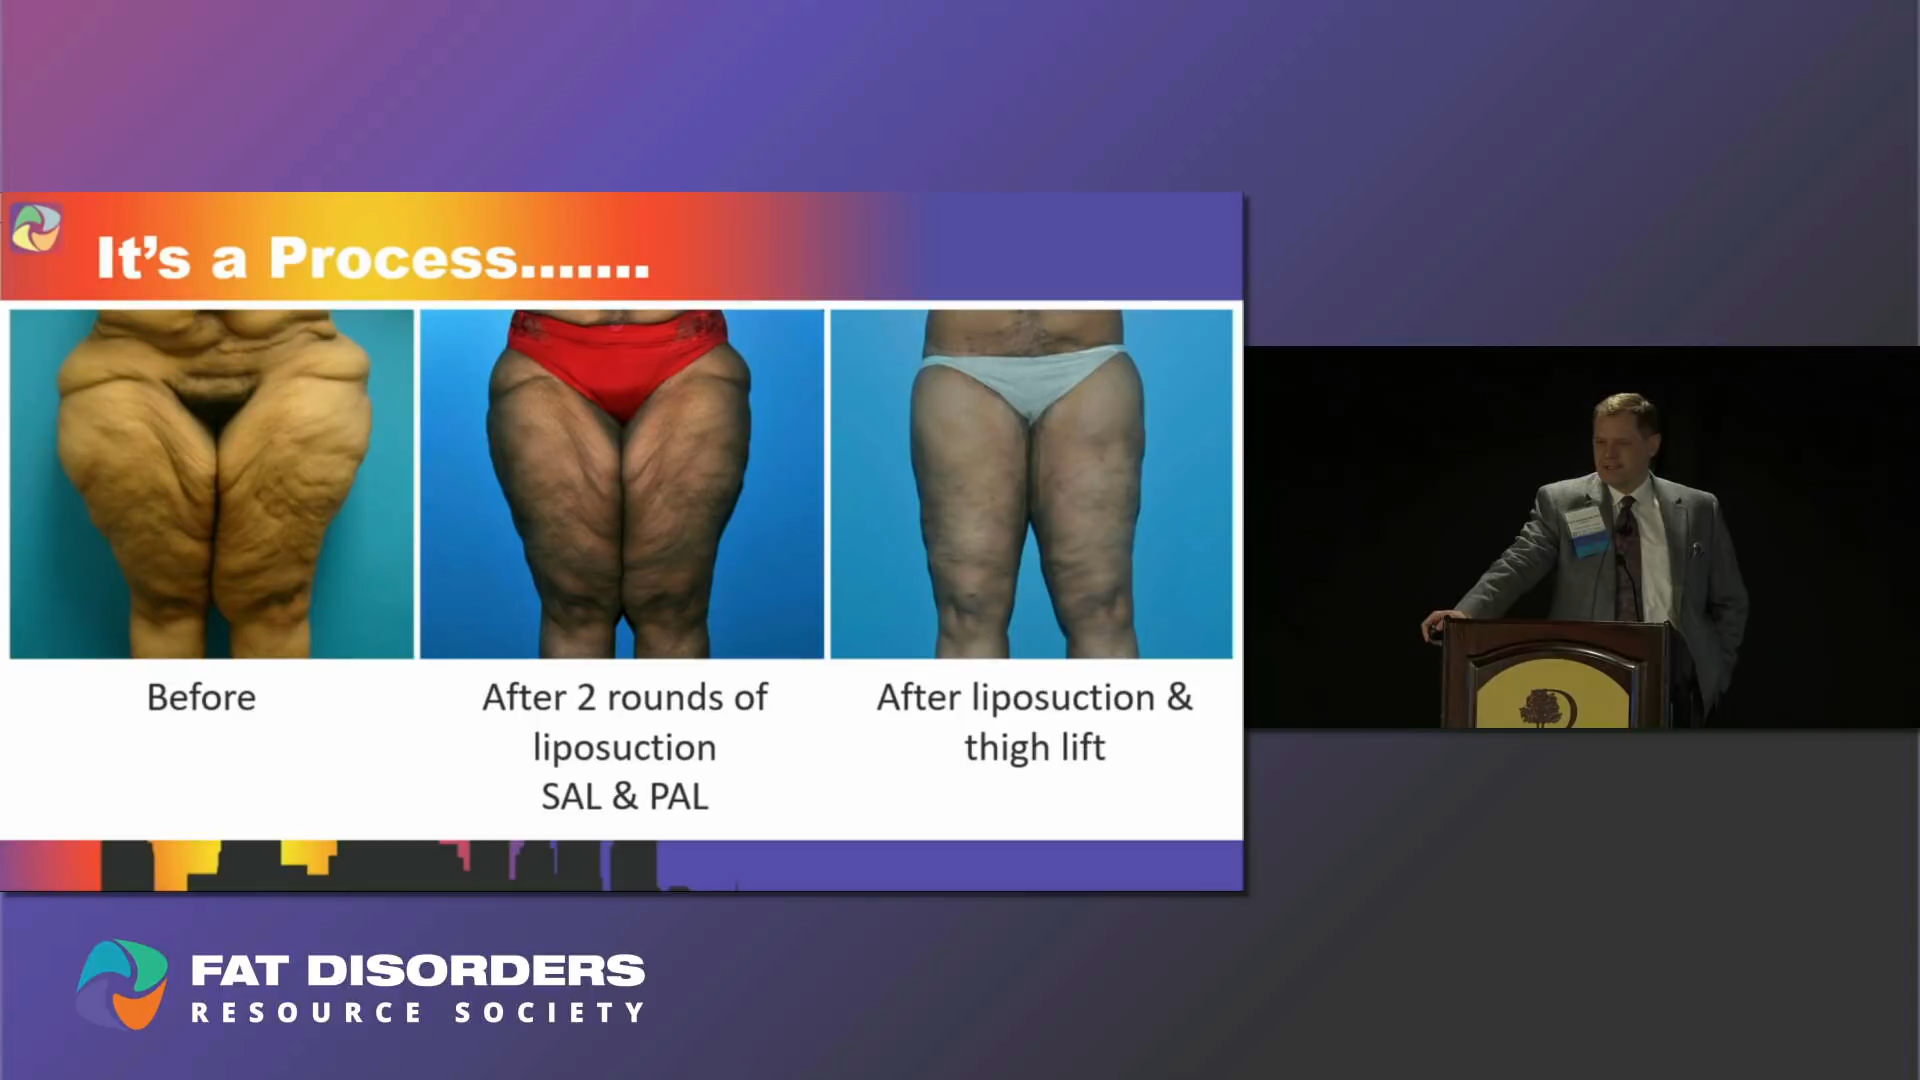 It's a Process.......
Before
After 2 rounds of
liposuction
SAL & PAL
After liposuction &
thigh lift
FAT DISORDERS
RESOURCE SOCIETY